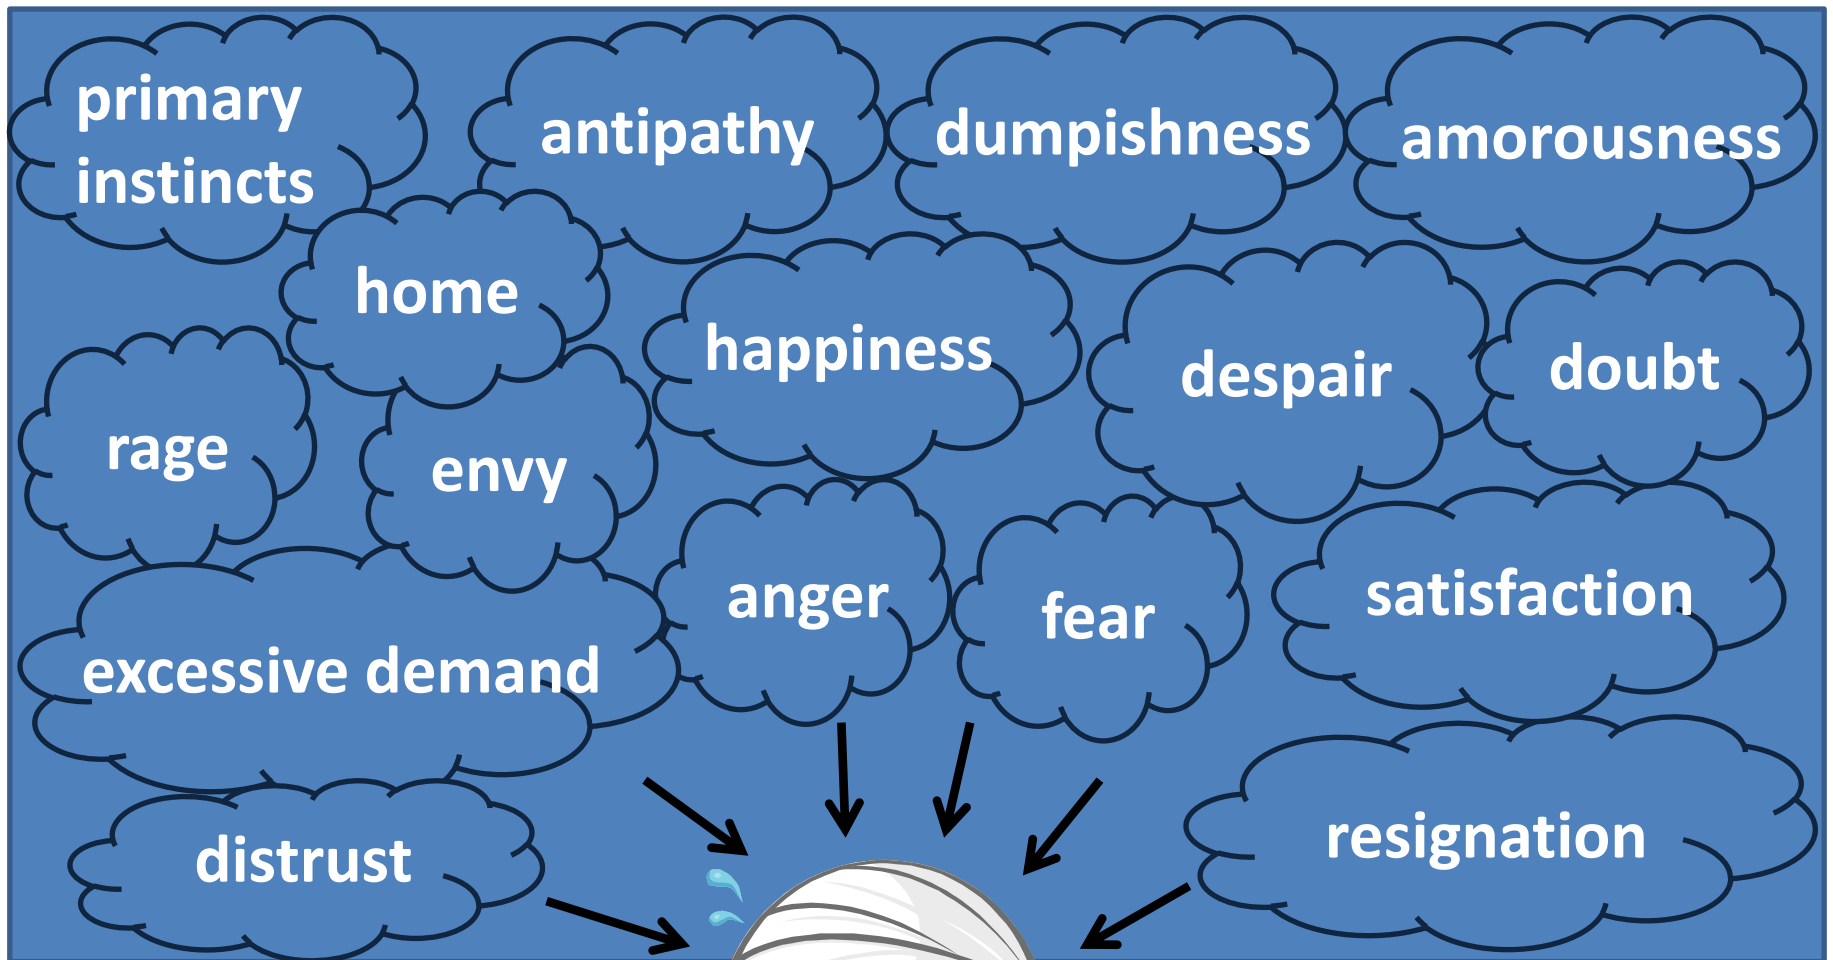 primary
instincts
antipathy
dumpishness
amorousness
home
happiness
despair
doubt
rage
envy
anger
fear
satisfaction
excessive demand
distrust
resignation